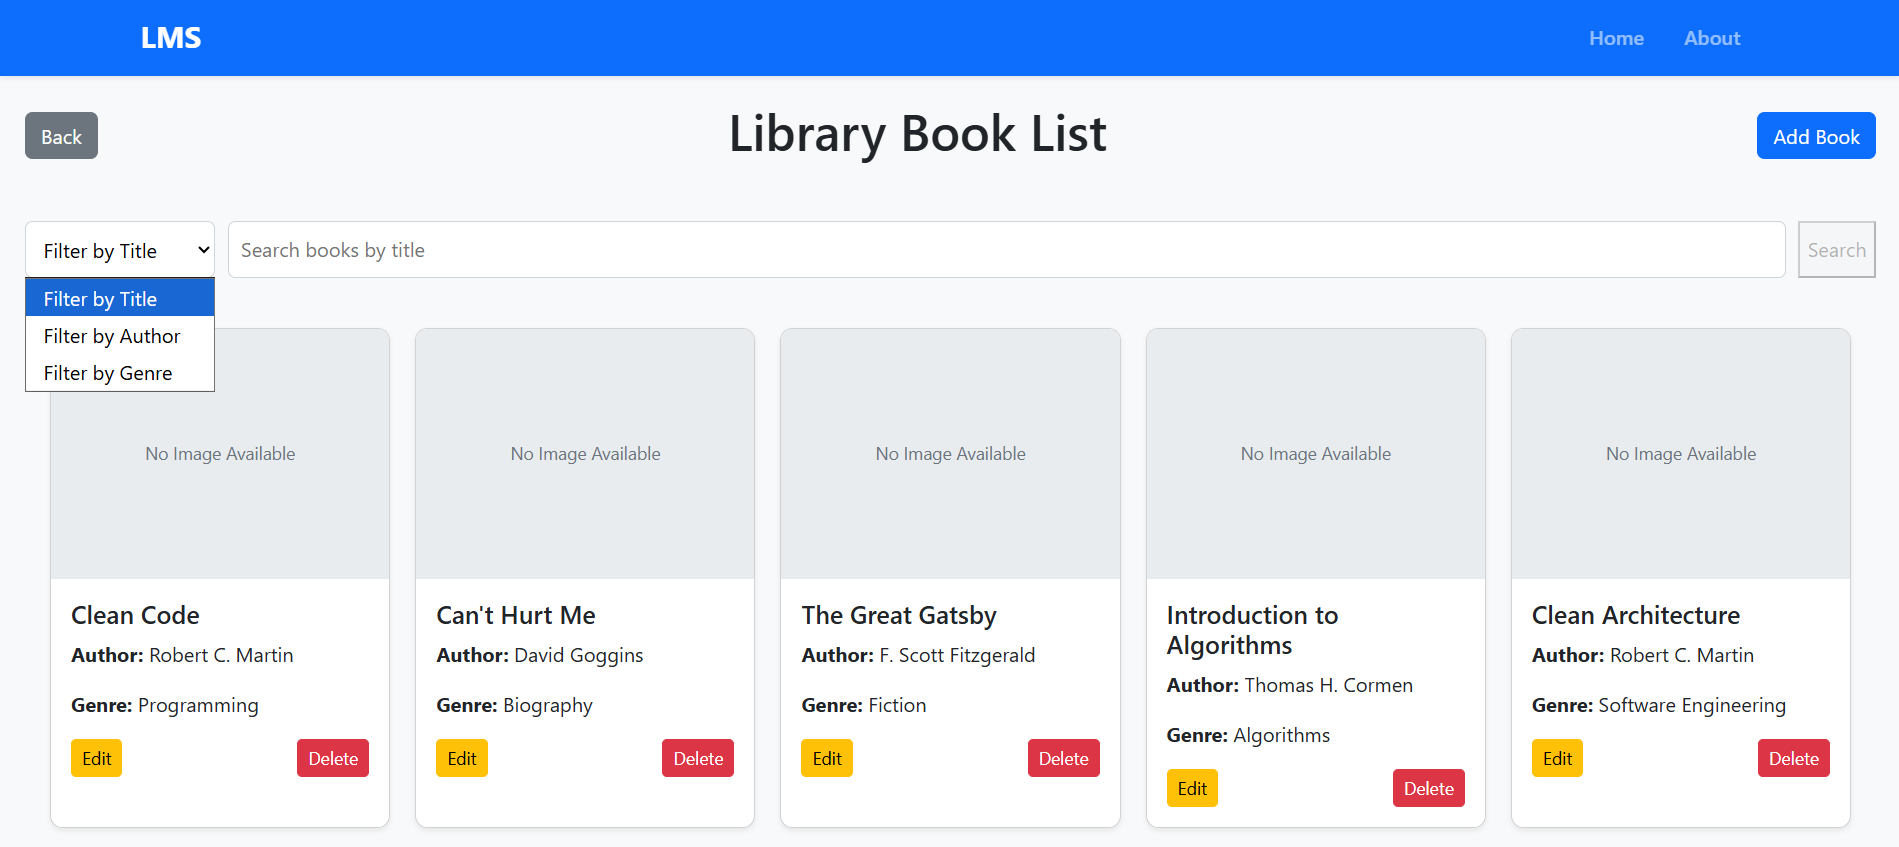 LMS
Home
About
Back
Library Book List
Add Book
Filter by Title
Search books by title
Search
Filter by Title
Filter by Author
Filter by Genre
No Image Available
Clean Code
Author: Robert C. Martin
Genre: Programming
Edit
Delete
No Image Available
Can't Hurt Me
Author: David Goggins
Genre: Biography
Edit
Delete
No Image Available
The Great Gatsby
Author: F. Scott Fitzgerald
Genre: Fiction
Edit
Delete
No Image Available
Introduction to
Algorithms
Author: Thomas H. Cormen
Genre: Algorithms
Edit
Delete
No Image Available
Clean Architecture
Author: Robert C. Martin
Genre: Software Engineering
Edit
Delete